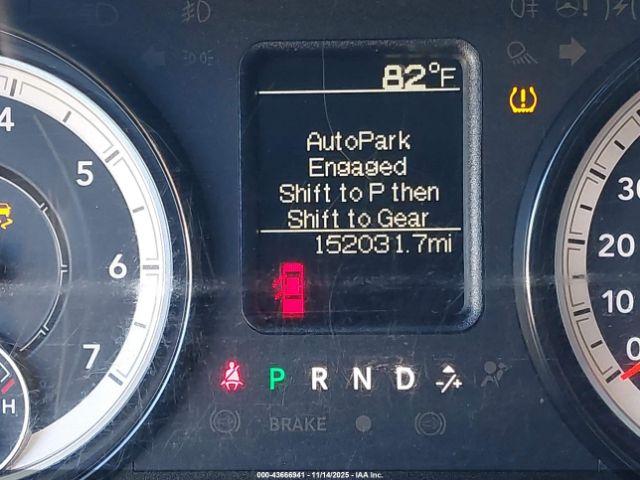 82°F
4
AutoPark
Engaged
5
Shift to P then
Shift to Gear
30
152031.7mi
20
6
10
7
0
P R N D
H
BRAKE
000-43666941 - 11/14/2025 - IAA Inc.